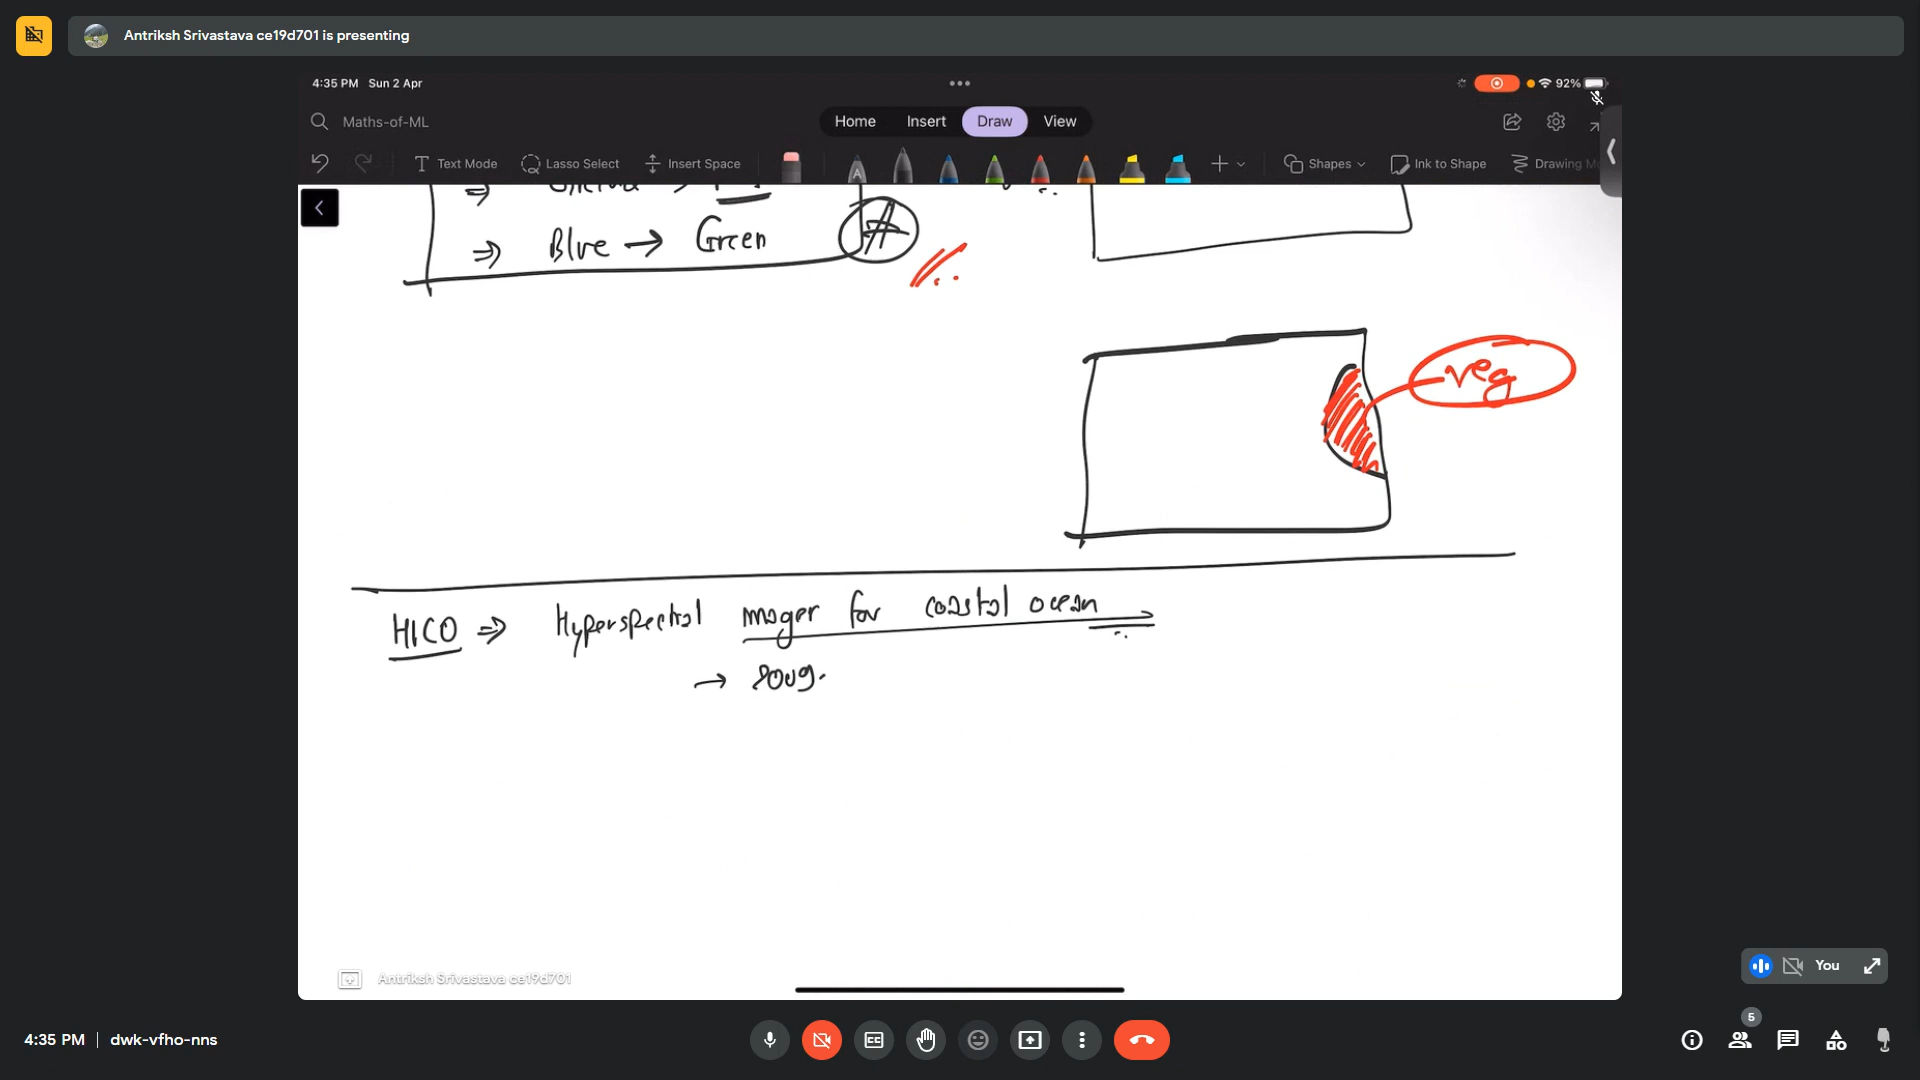 Antriksh Srivastava ce19d701 is presenting
4:35 PM Sun 2 Apr
92%
Maths-of-ML
Home Insert Draw View
Text Mode Lasso Select Insert Space A Shapes Ink to Shape Drawing Mo
⇒ Blue → Green #
veg
HICO ⇒ Hyperspectral imager for coastal ocean
→ 2009.
Antriksh Srivastava ce19d701
You
4:35 PM | dwk-vfho-nns
5